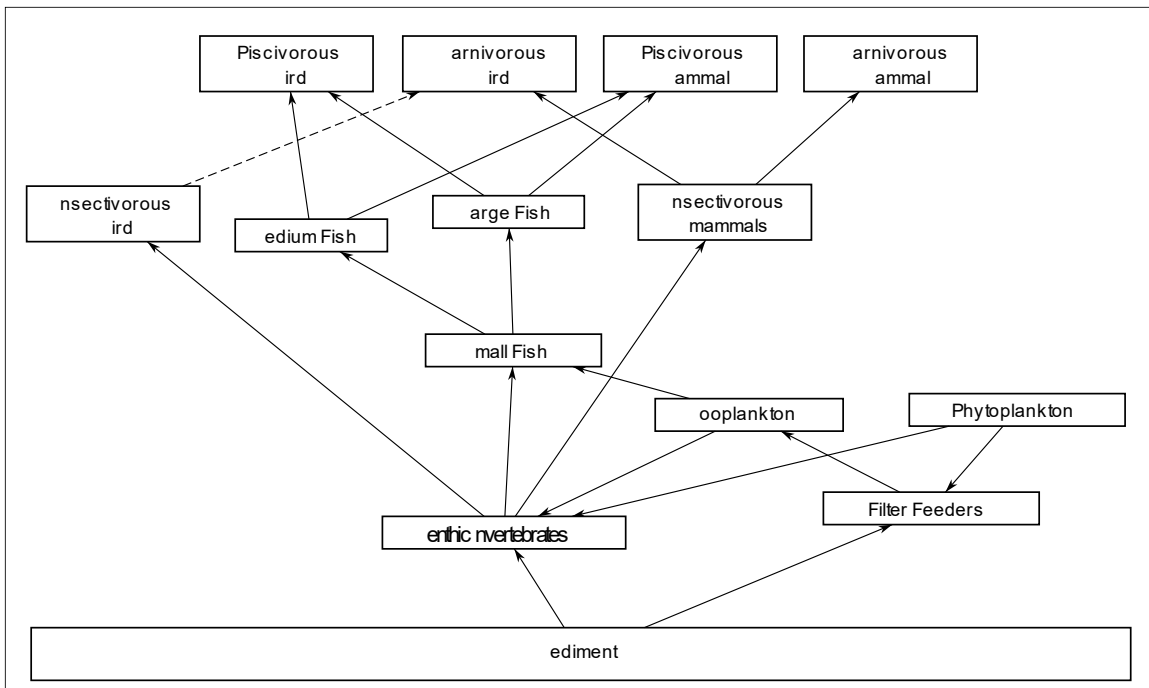 Piscivorous
ird
arnivorous
ird
Piscivorous
ammal
arnivorous
ammal
nsectivorous
ird
edium Fish
arge Fish
nsectivorous
mammals
mall Fish
ooplankton
Phytoplankton
enthic nvertebrates
Filter Feeders
ediment